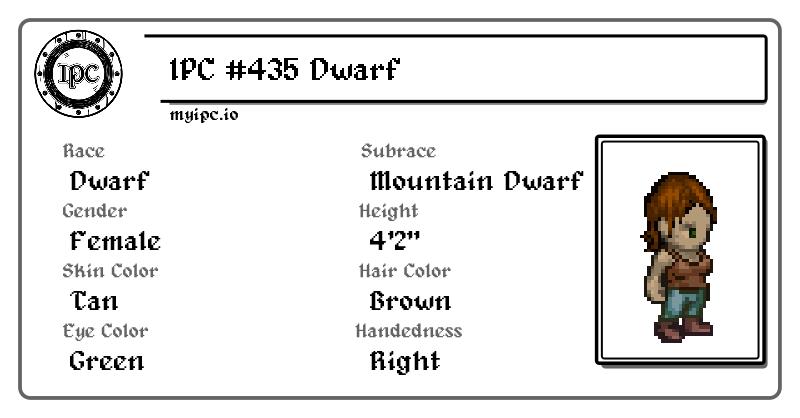 IPC
IPC #435 Dwarf
myipc.io
Race
Dwarf
Subrace
Mountain Dwarf
Gender
Female
Height
4'2"
Skin Color
Tan
Hair Color
Brown
Eye Color
Green
Handedness
Right